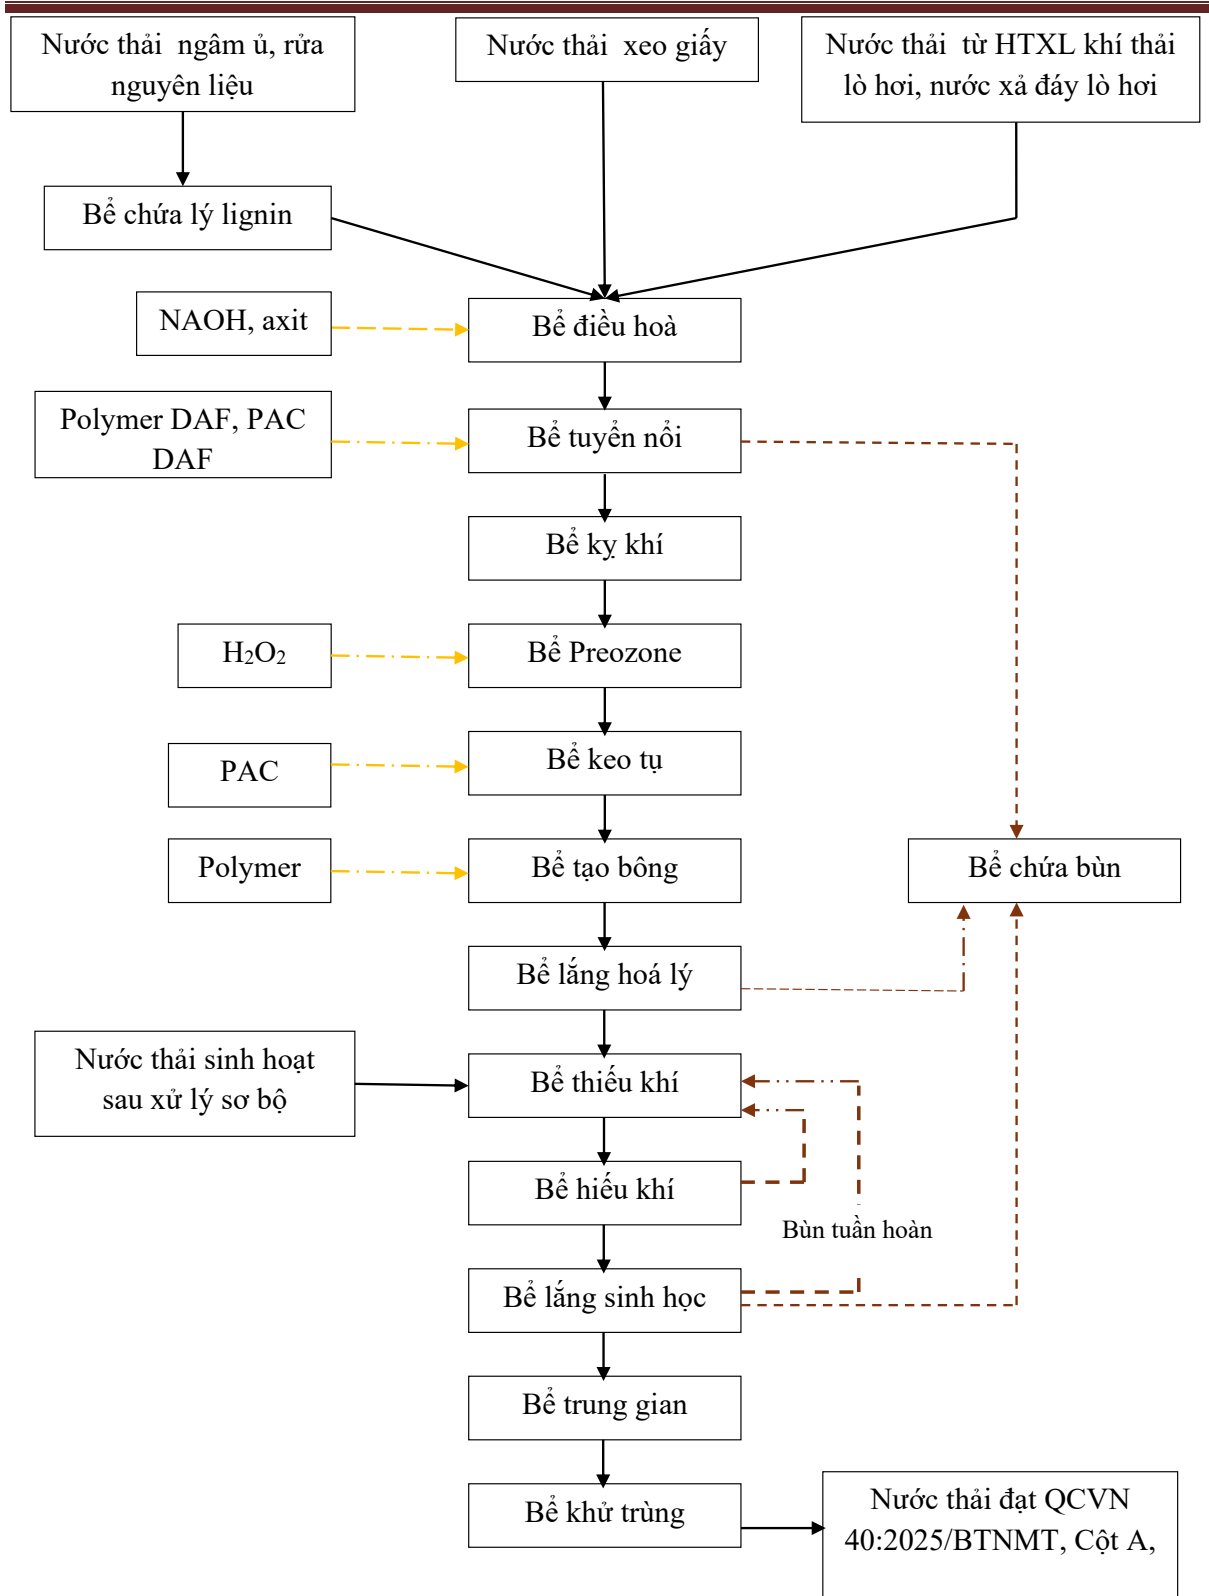 Nước thải ngâm ủ, rửa
nguyên liệu
Nước thải xeo giấy
Nước thải từ HTXL khí thải
lò hơi, nước xả đáy lò hơi
Bể chứa lý lignin
NAOH, axit
Bể điều hoà
Polymer DAF, PAC
DAF
Bể tuyển nổi
Bể kỵ khí
H₂O₂
Bể Preozone
PAC
Bể keo tụ
Polymer
Bể tạo bông
Bể chứa bùn
Bể lắng hoá lý
Nước thải sinh hoạt
sau xử lý sơ bộ
Bể thiếu khí
Bể hiếu khí
Bùn tuần hoàn
Bể lắng sinh học
Bể trung gian
Bể khử trùng
Nước thải đạt QCVN
40:2025/BTNMT, Cột A,